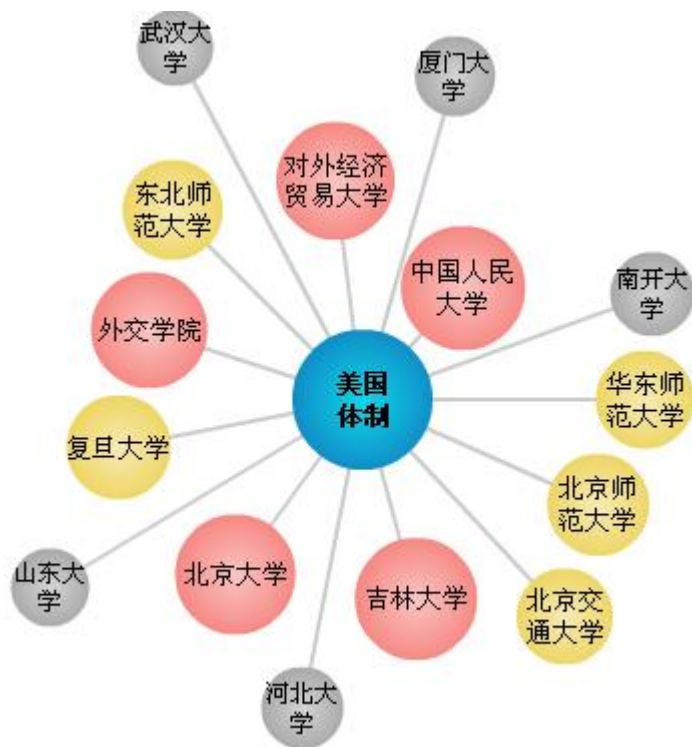 武汉大
学
厦门大
学
对外经济
贸易大学
东北师
范大学
中国人民
大学
南开大
学
外交学院
美国
体制
华东师
范大学
复旦大学
北京师
范大学
山东大
学
北京大学
吉林大学
北京交
通大学
河北大
学